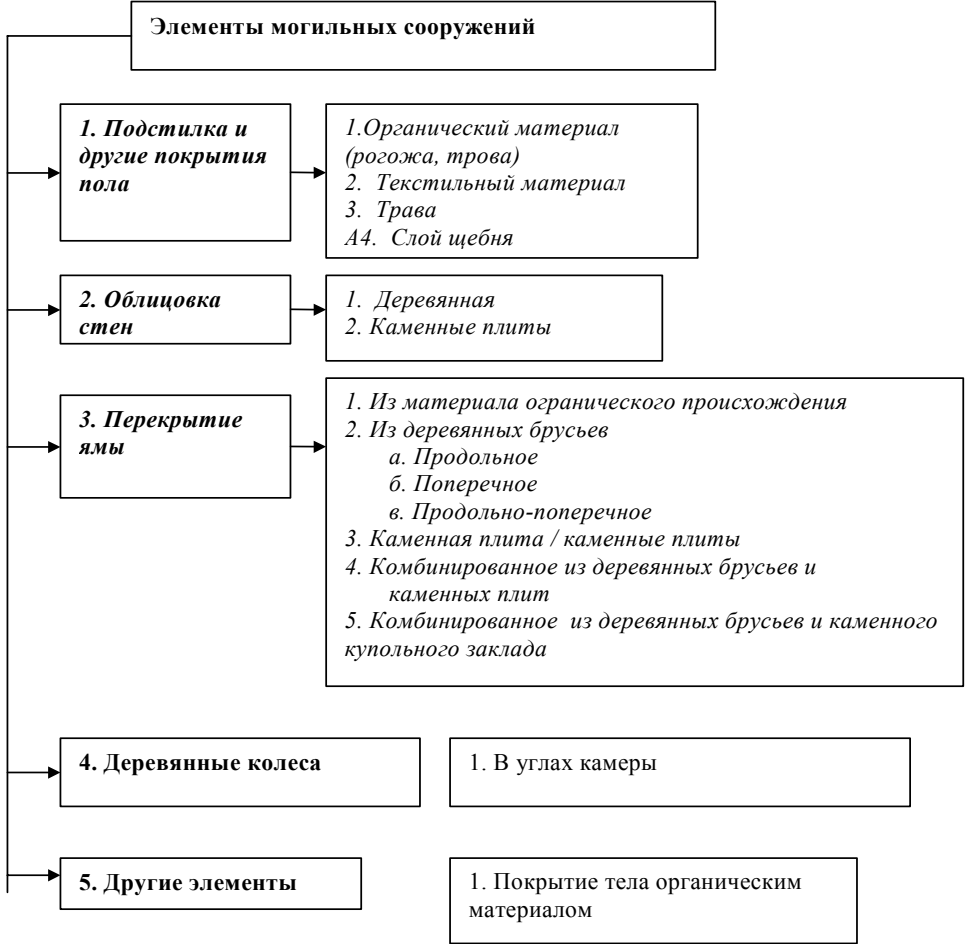 Элементы могильных сооружений
1. Подстилка и
другие покрытия
пола
1.Органический материал
(рогожа, трова)
2. Текстильный материал
3. Трава
А4. Слой щебня
2. Облицовка
стен
1. Деревянная
2. Каменные плиты
3. Перекрытие
ямы
1. Из материала огранического происхождения
2. Из деревянных брусьев
а. Продольное
б. Поперечное
в. Продольно-поперечное
3. Каменная плита / каменные плиты
4. Комбинированное из деревянных брусьев и
каменных плит
5. Комбинированное из деревянных брусьев и каменного
купольного заклада
4. Деревянные колеса
1. В углах камеры
5. Другие элементы
1. Покрытие тела органическим
материалом